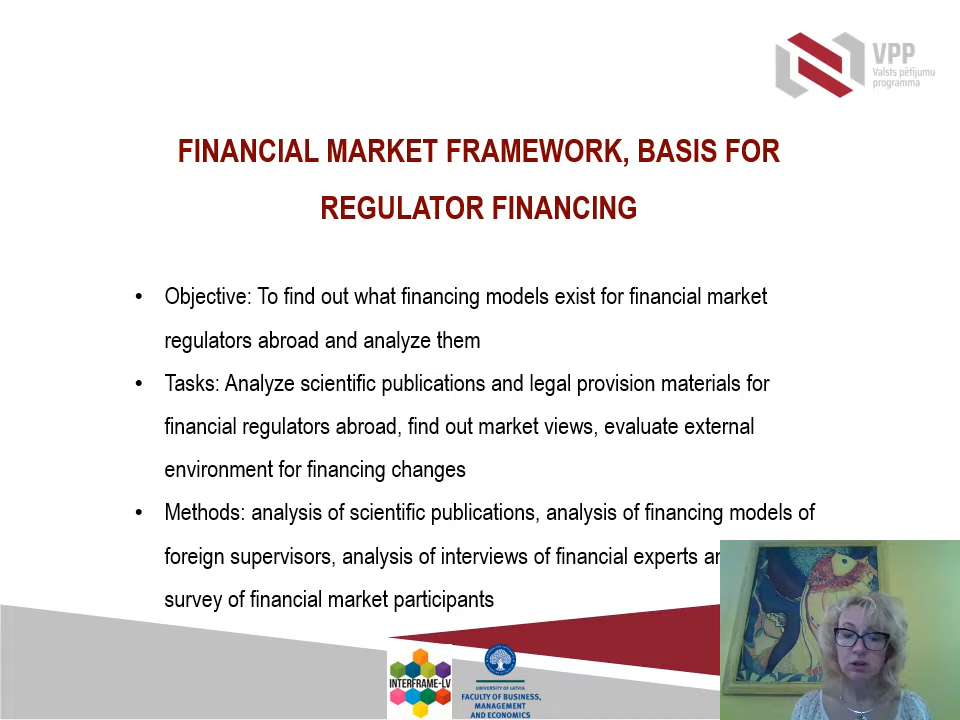 VPP
Valsts pētījumu
programma
FINANCIAL MARKET FRAMEWORK, BASIS FOR
REGULATOR FINANCING
• Objective: To find out what financing models exist for financial market
regulators abroad and analyze them
• Tasks: Analyze scientific publications and legal provision materials for
financial regulators abroad, find out market views, evaluate external
environment for financing changes
• Methods: analysis of scientific publications, analysis of financing models of
foreign supervisors, analysis of interviews of financial experts
survey of financial market participants
INTERFRAME-LV
UNIVERSITY OF LATVIA
FACULTY OF BUSINESS,
MANAGEMENT
AND ECONOMICS